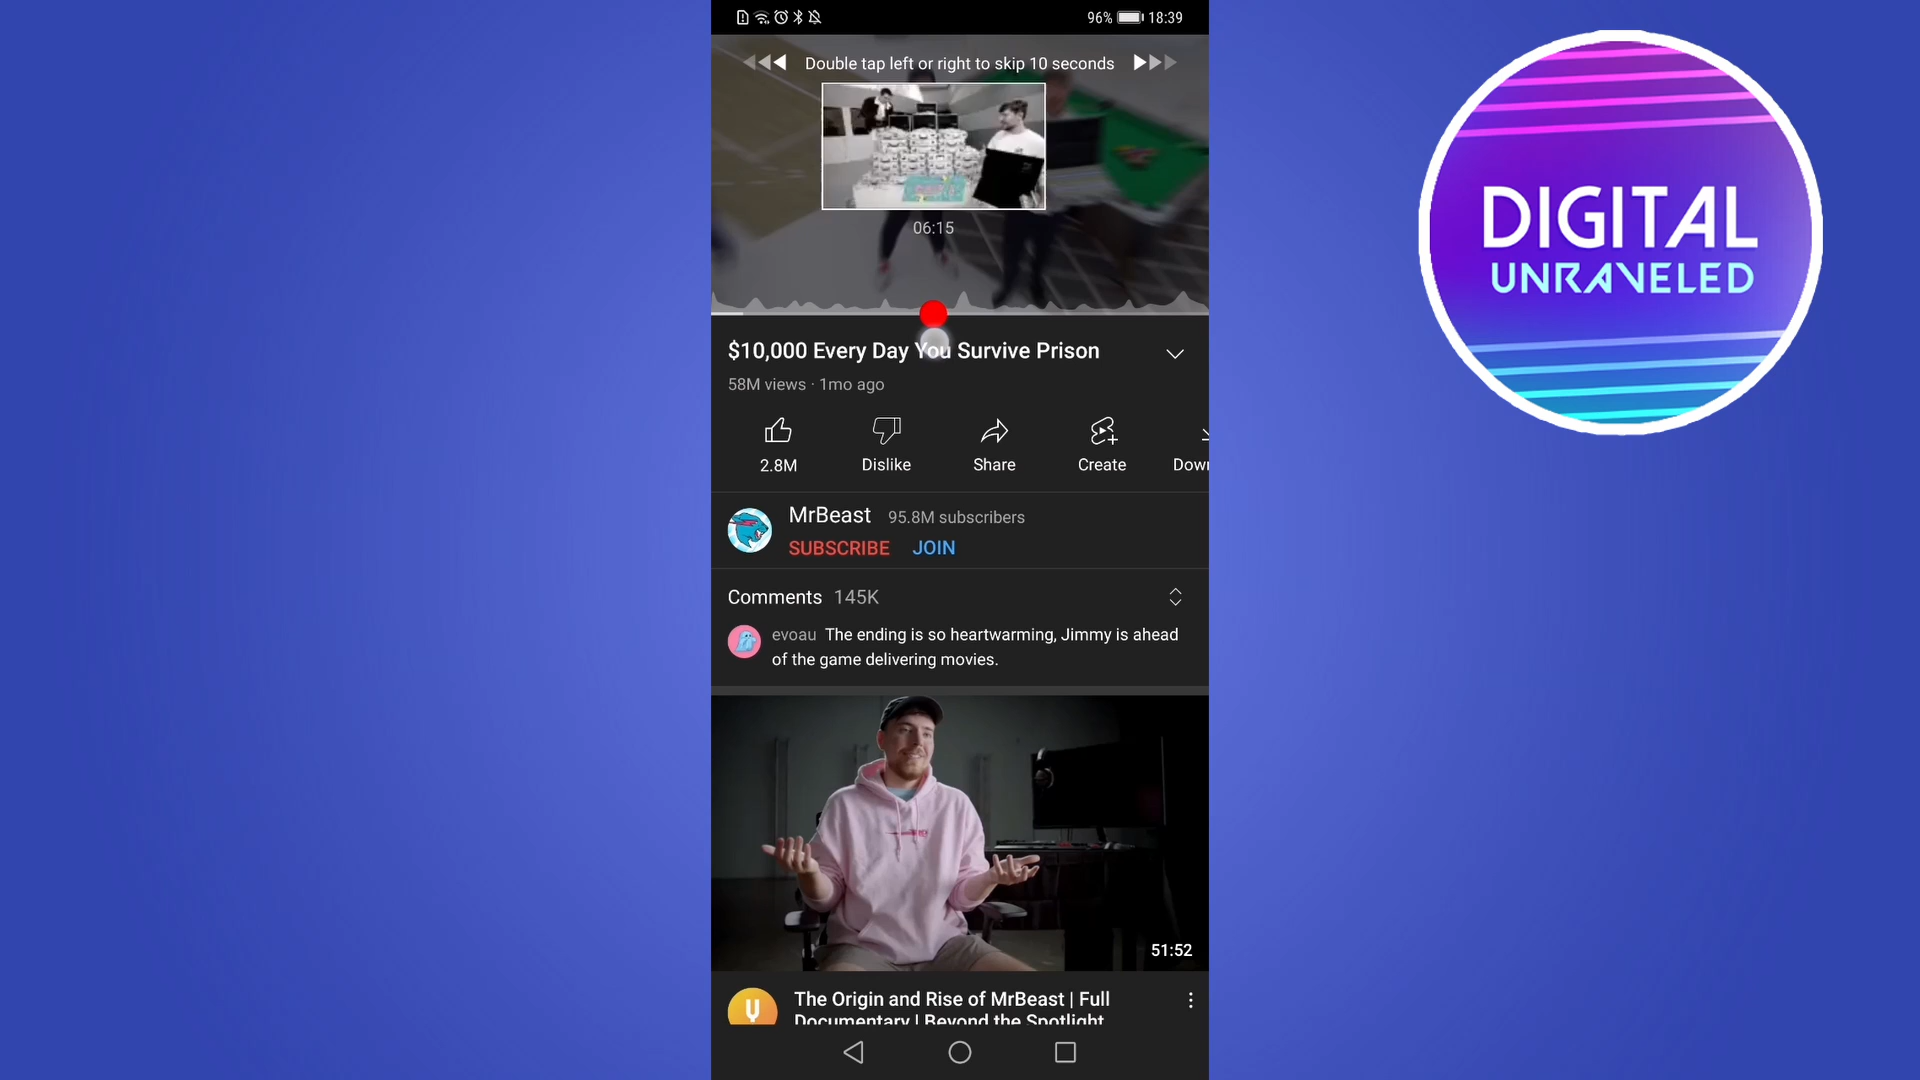 96% 18:39
Double tap left or right to skip 10 seconds
06:15
$10,000 Every Day You Survive Prison
58M views · 1mo ago
2.8M Dislike Share Create Down
MrBeast 95.8M subscribers
SUBSCRIBE JOIN
Comments 145K
evoau The ending is so heartwarming, Jimmy is ahead
of the game delivering movies.
51:52
The Origin and Rise of MrBeast | Full
Documentary | Beyond the Spotlight
DIGITAL
UNRAVELED